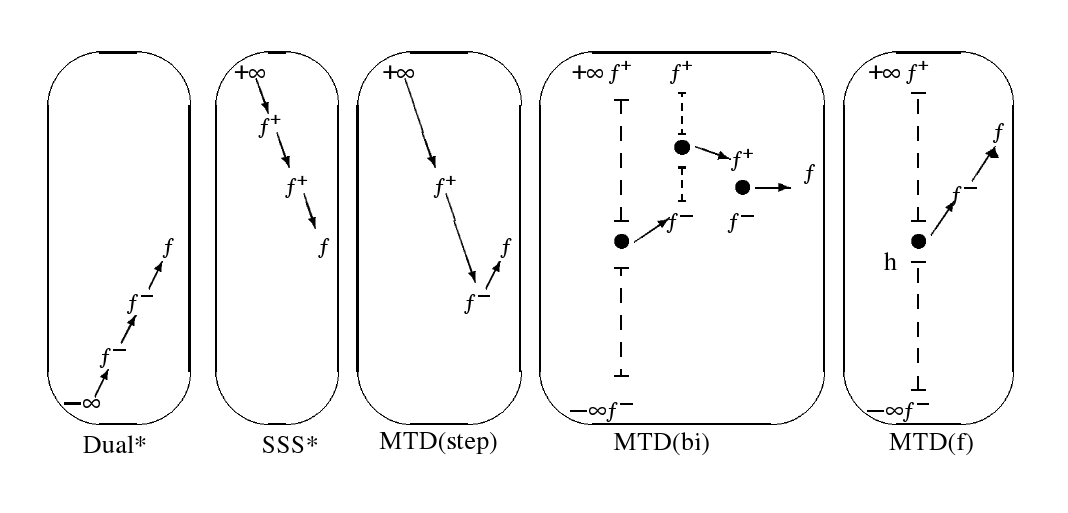 −∞
f⁻
f⁻
f
Dual*
+∞
f⁺
f⁺
f
SSS*
+∞
f⁺
f⁻
f
MTD(step)
+∞ f⁺
f⁺
f⁺
f
f⁻
f⁻
−∞f⁻
MTD(bi)
+∞ f⁺
f
f⁻
h
−∞f⁻
MTD(f)